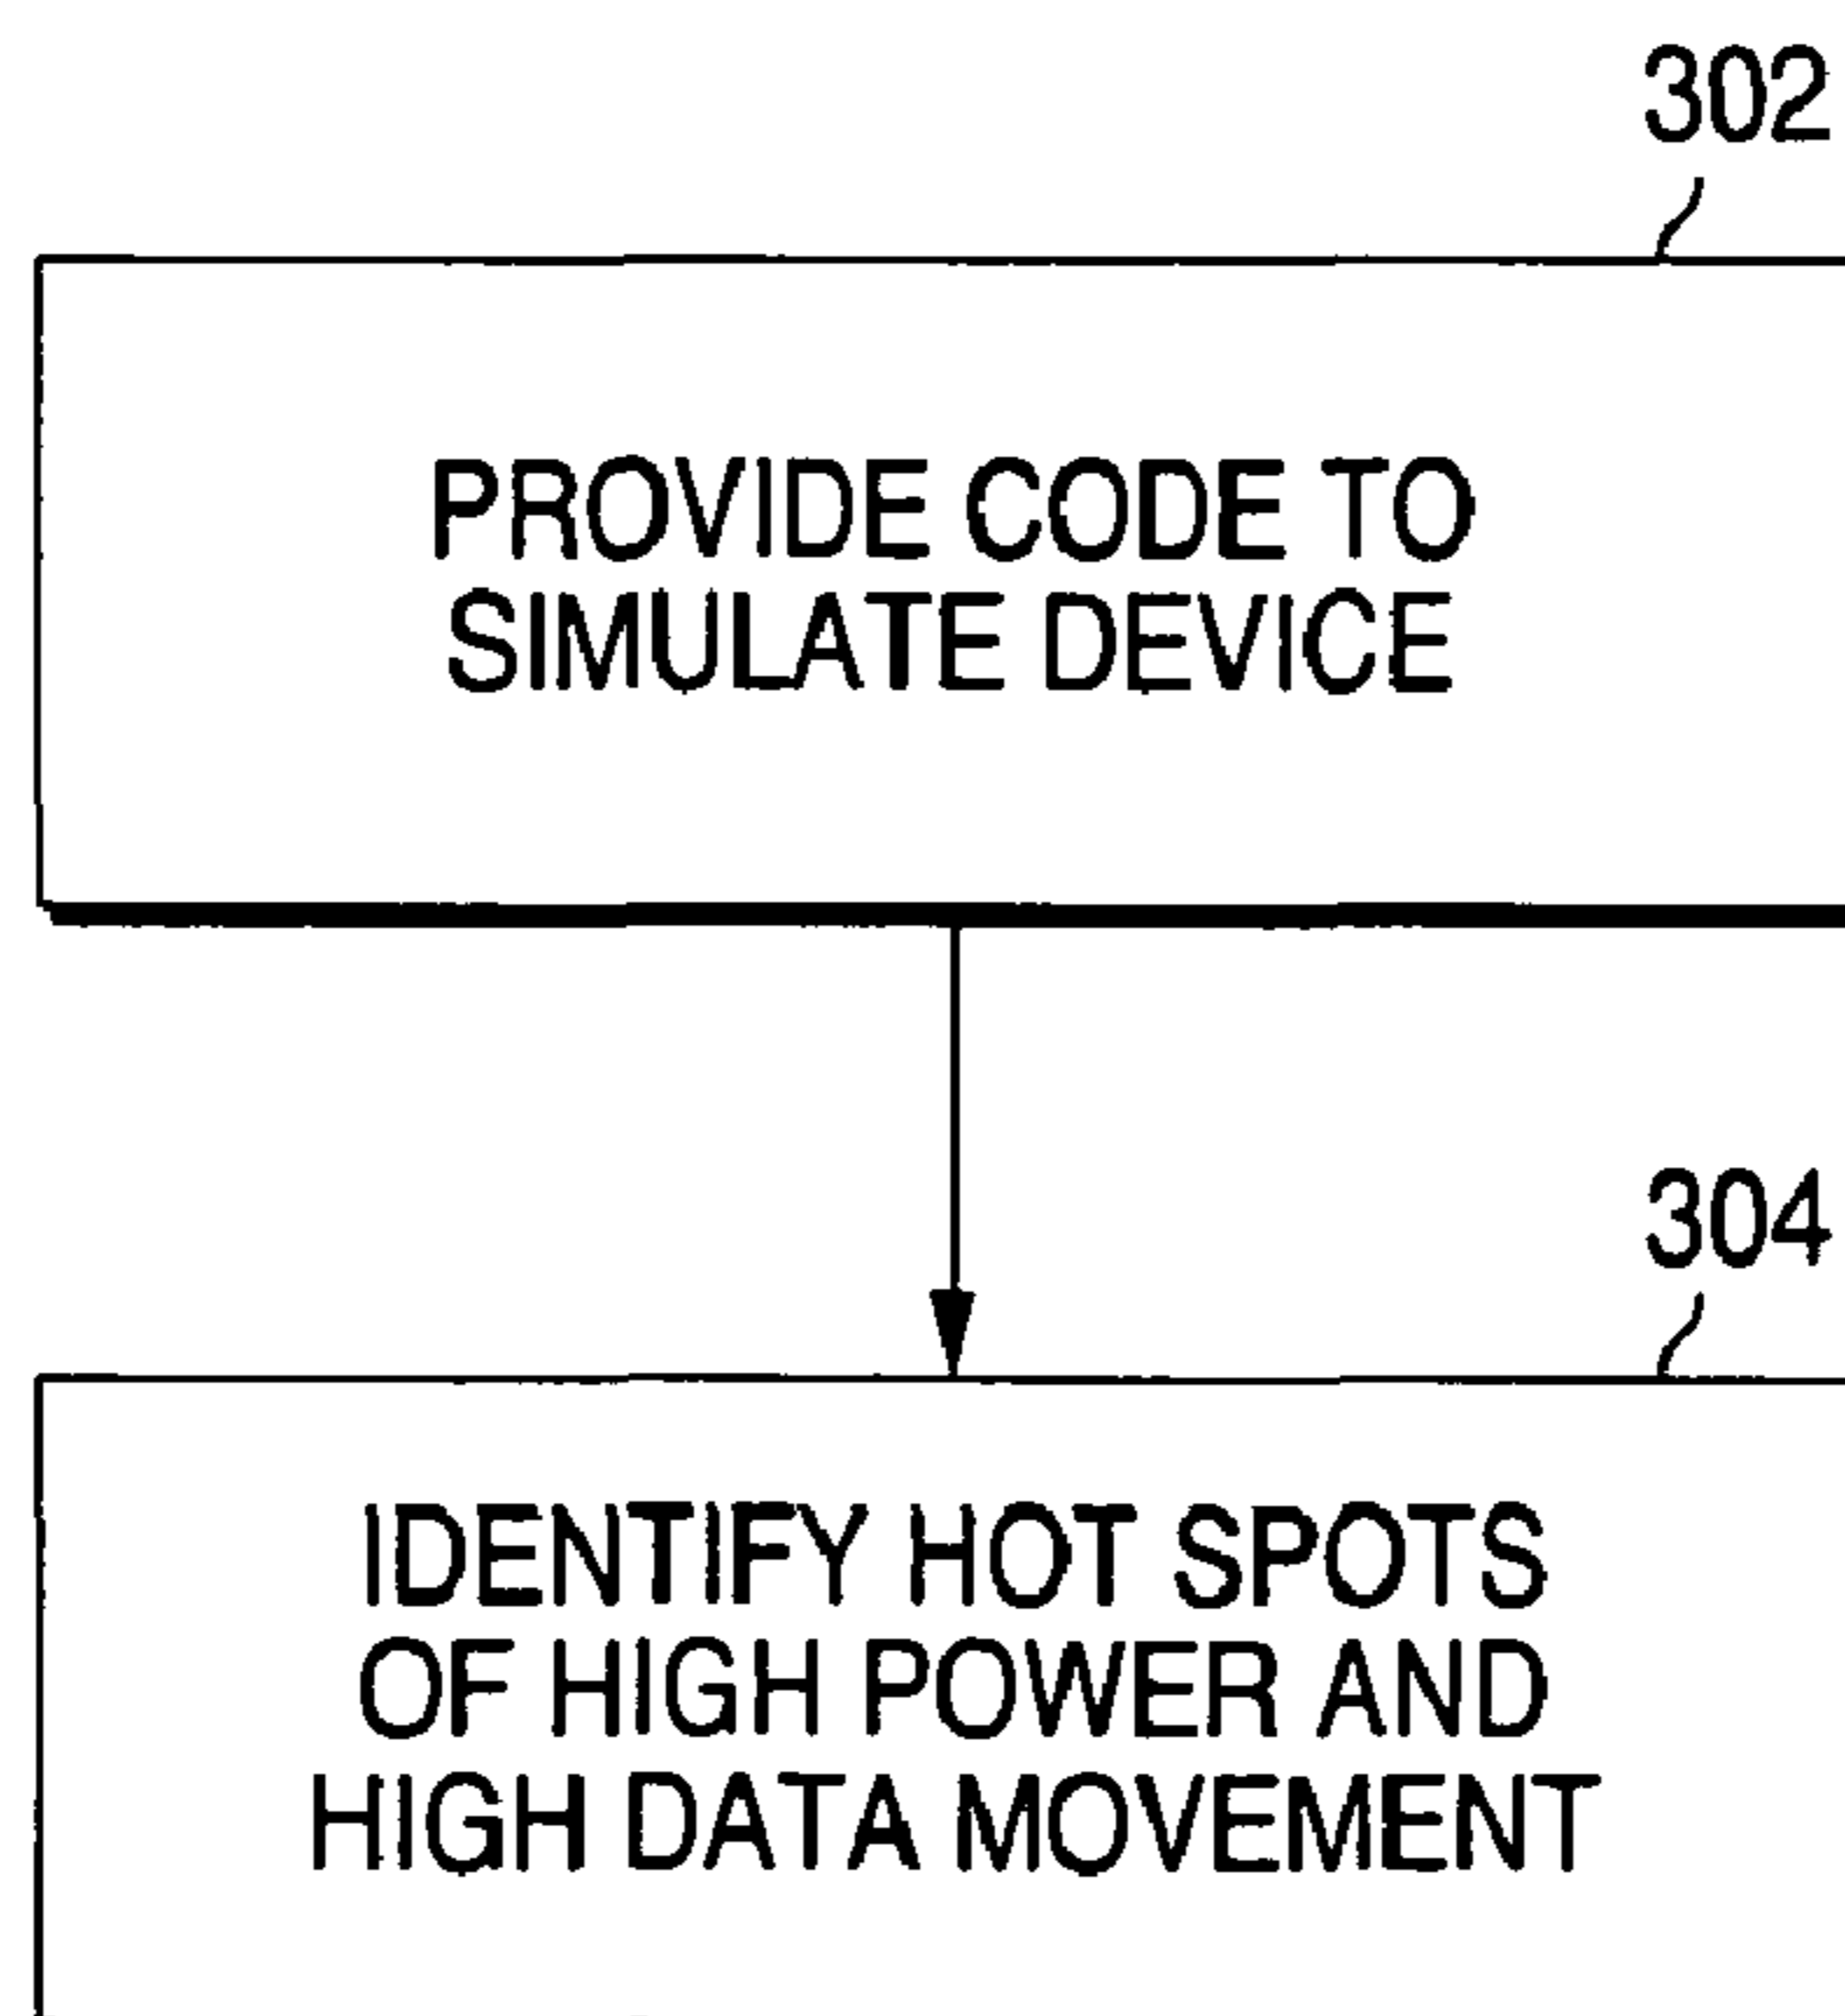 302
PROVIDE CODE TO
SIMULATE DEVICE
304
IDENTIFY HOT SPOTS
OF HIGH POWER AND
HIGH DATA MOVEMENT